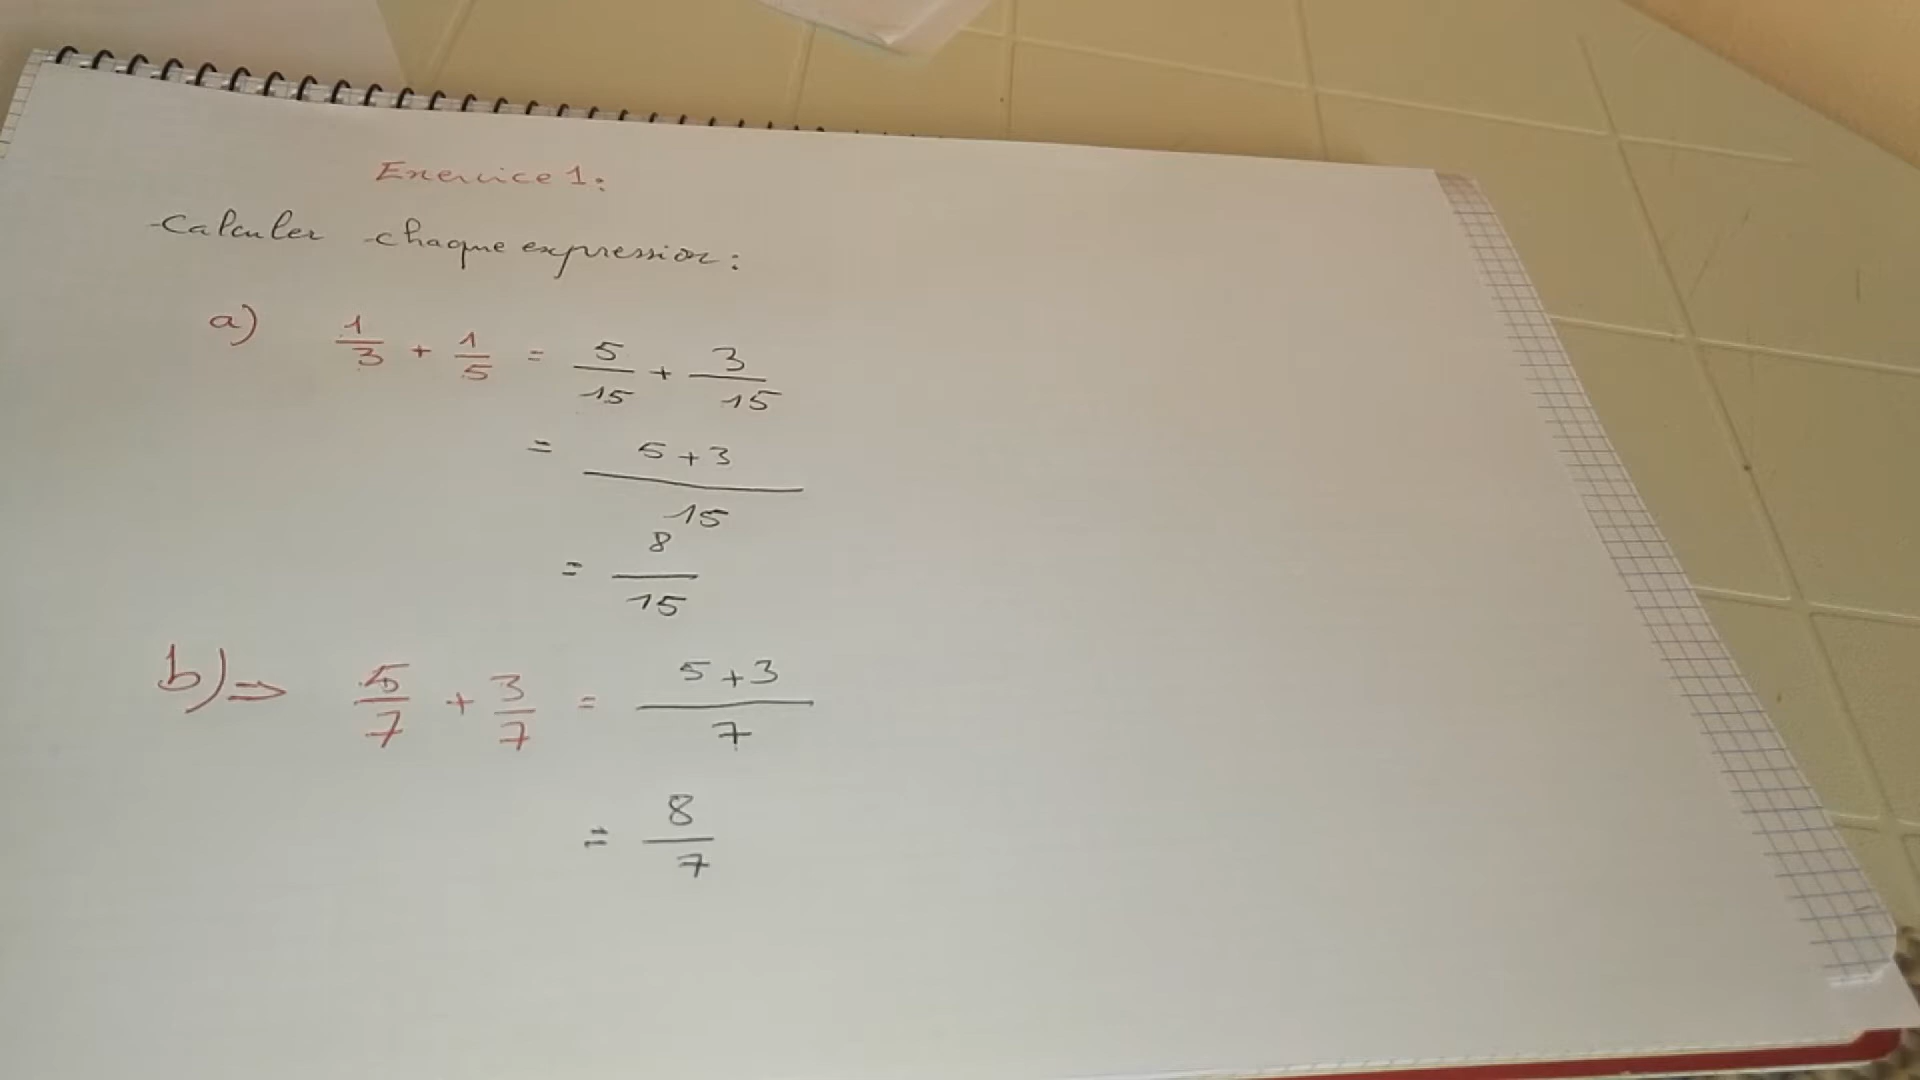 Exercice 1:
Calculer chaque expression:
a) 1/3 + 1/5 = 5/15 + 3/15
= 5+3/15
= 8/15
b) ⇒ 5/7 + 3/7 = 5+3/7
= 8/7